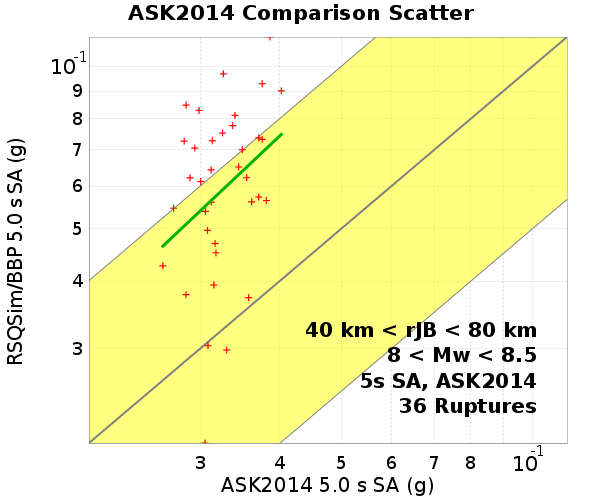 ASK2014 Comparison Scatter
RSQSim/BBP 5.0 s SA (g)
10-1
9
8
7
6
5
4
3
40 km < rJB < 80 km
8 < Mw < 8.5
5s SA, ASK2014
36 Ruptures
3 4 5 6 7 8 10-1
ASK2014 5.0 s SA (g)